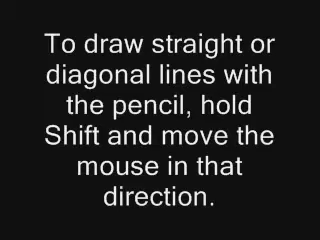 To draw straight or
diagonal lines with
the pencil, hold
Shift and move the
mouse in that
direction.